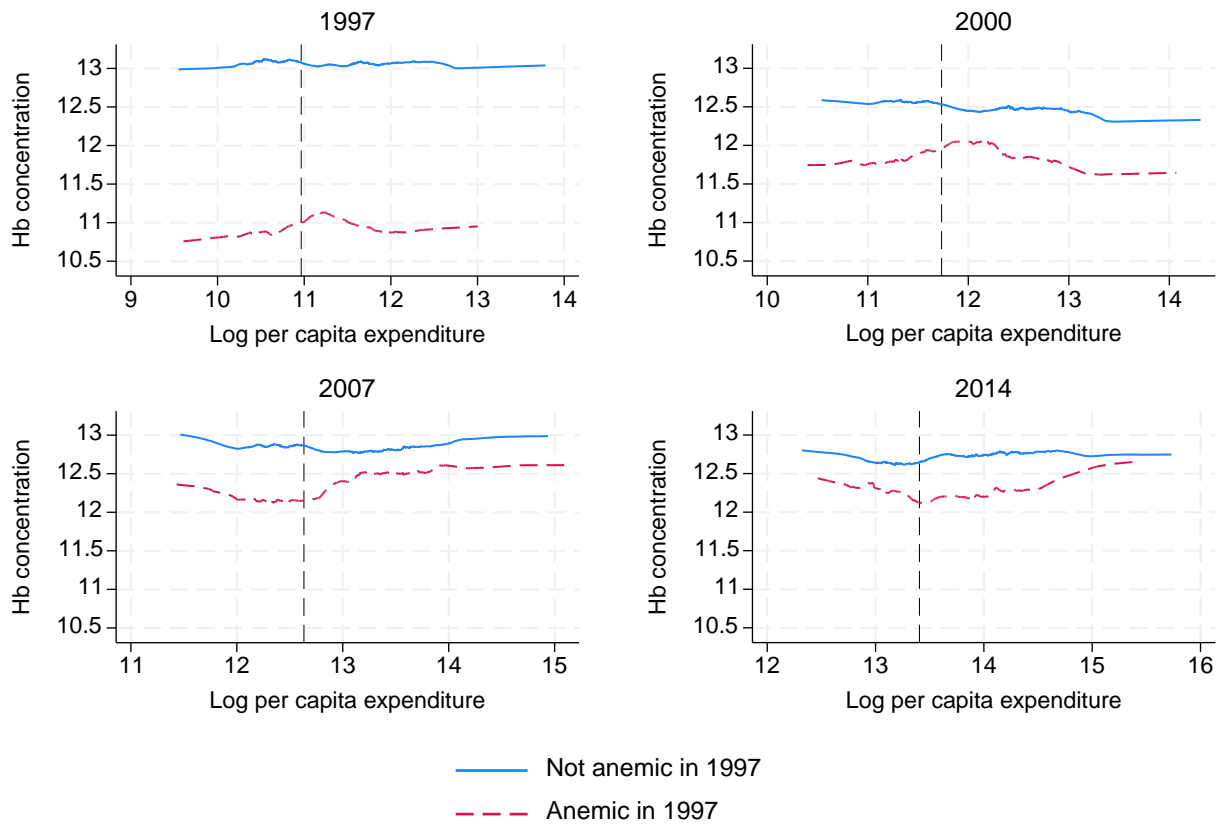 1997
Hb concentration
13
12.5
12
11.5
11
10.5
9 10 11 12 13 14
Log per capita expenditure
2000
Hb concentration
13
12.5
12
11.5
11
10.5
10 11 12 13 14
Log per capita expenditure
2007
Hb concentration
13
12.5
12
11.5
11
10.5
11 12 13 14 15
Log per capita expenditure
2014
Hb concentration
13
12.5
12
11.5
11
10.5
12 13 14 15 16
Log per capita expenditure
Not anemic in 1997
Anemic in 1997